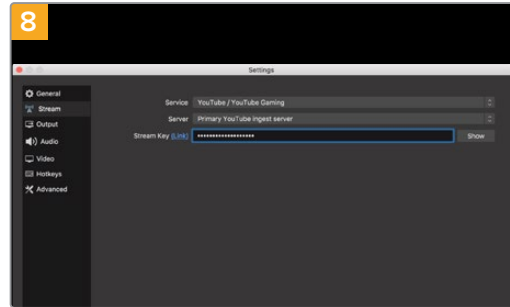 8
Settings
General
Stream
Output
Audio
Video
Hotkeys
Advanced
Service YouTube / YouTube Gaming
Server Primary YouTube ingest server
Stream Key (Link) •••••••••••••••••••• Show